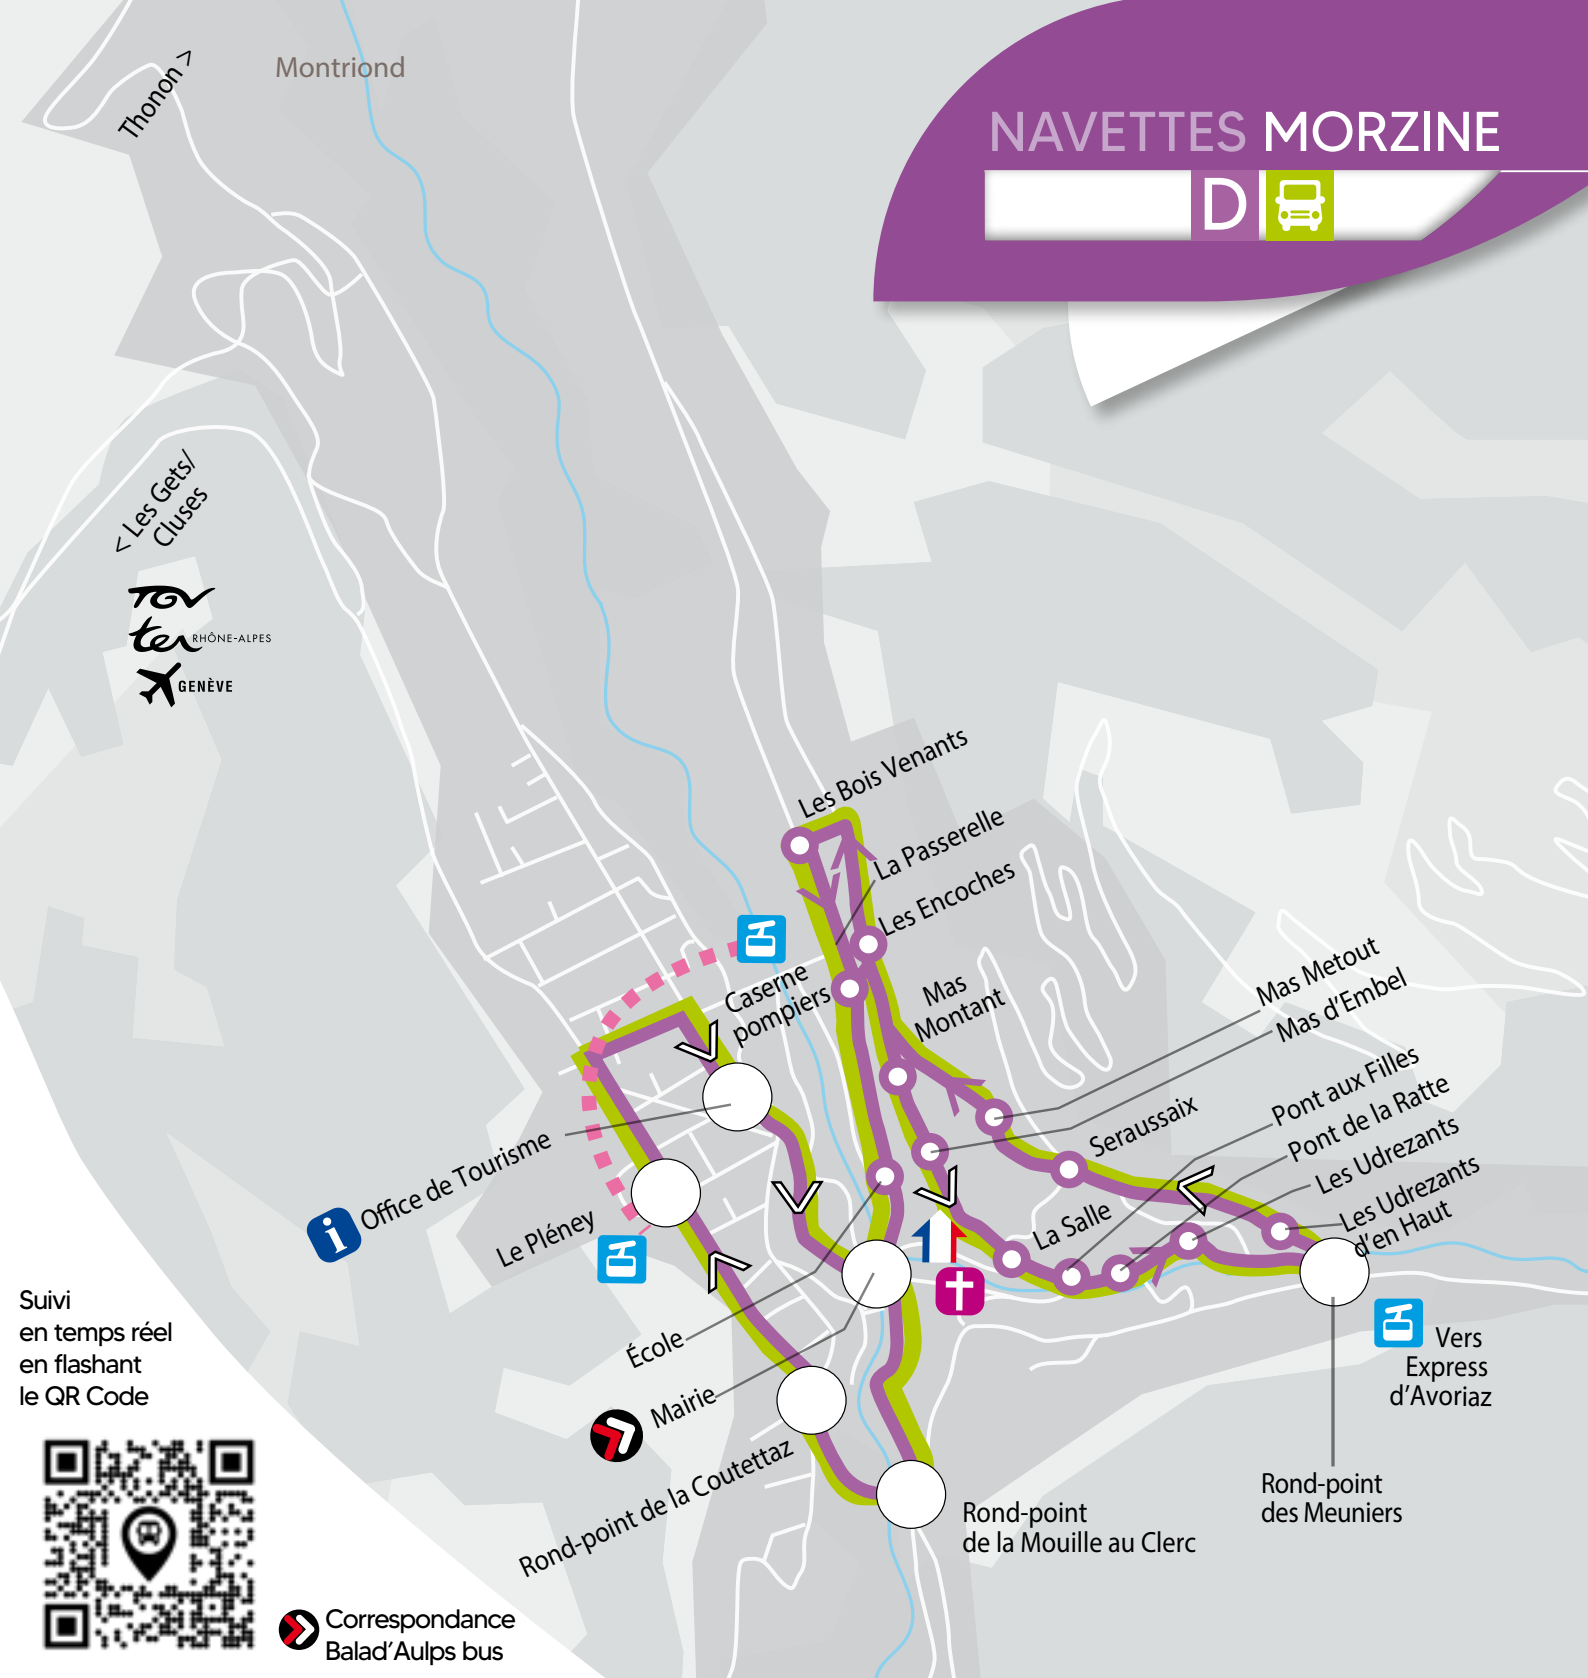 Montriond
Thonon >
NAVETTES MORZINE
D
< Les Gets/
Cluses
TGV
ter RHÔNE-ALPES
GENÈVE
Les Bois Venants
La Passerelle
Les Encoches
Caserne
pompiers
Mas
Montant
Mas Metout
Mas d'Embel
Seraussaix
Pont aux Filles
Pont de la Ratte
Les Udrezants
Les Udrezants
d'en Haut
La Salle
i Office de Tourisme
Le Pléney
École
Mairie
Rond-point de la Coutettaz
Rond-point
de la Mouille au Clerc
Vers
Express
d'Avoriaz
Rond-point
des Meuniers
Suivi
en temps réel
en flashant
le QR Code
Correspondance
Balad'Aulps bus